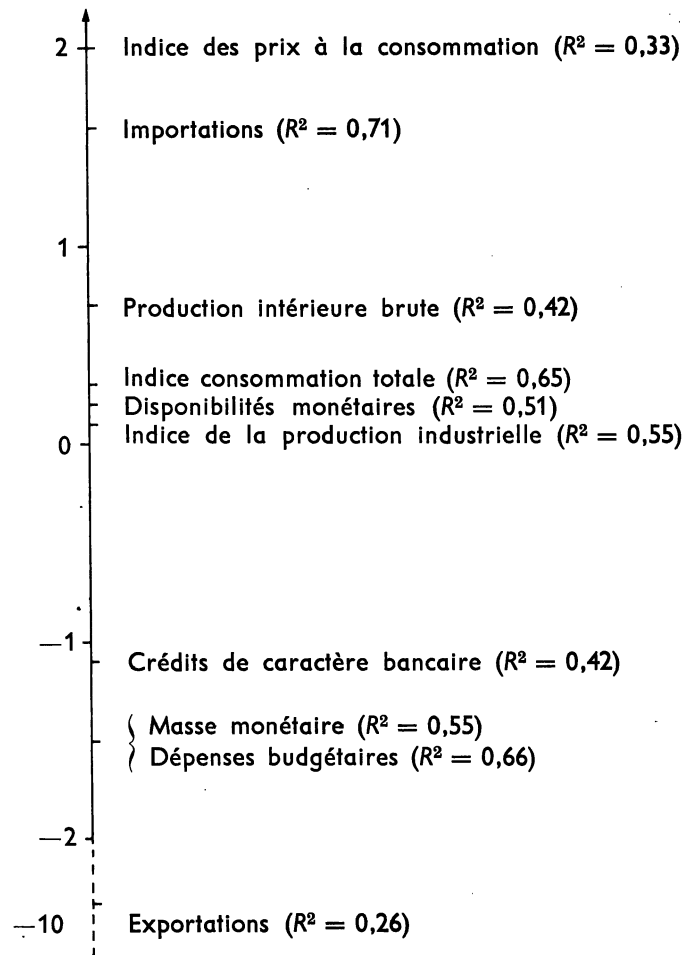 2 Indice des prix à la consommation (R² = 0,33)
Importations (R² = 0,71)
1
Production intérieure brute (R² = 0,42)
Indice consommation totale (R² = 0,65)
Disponibilités monétaires (R² = 0,51)
Indice de la production industrielle (R² = 0,55)
0
—1
Crédits de caractère bancaire (R² = 0,42)
Masse monétaire (R² = 0,55)
Dépenses budgétaires (R² = 0,66)
—2
—10 Exportations (R² = 0,26)